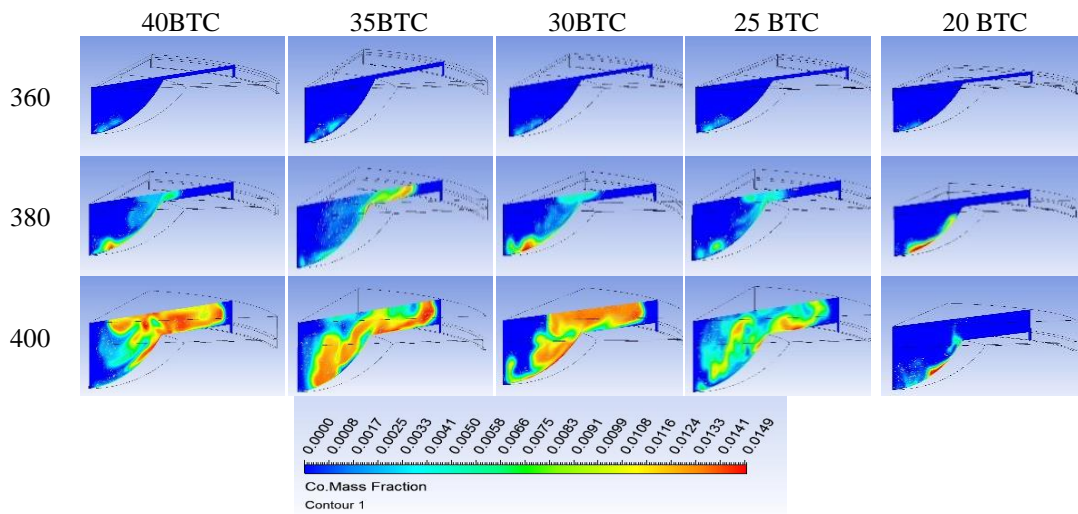 40BTC 35BTC 30BTC 25 BTC 20 BTC
360
380
400
0.0000 0.0008 0.0017 0.0025 0.0033 0.0041 0.0050 0.0058 0.0066 0.0075 0.0083 0.0091 0.0099 0.0108 0.0116 0.0124 0.0133 0.0141 0.0149
Co.Mass Fraction
Contour 1